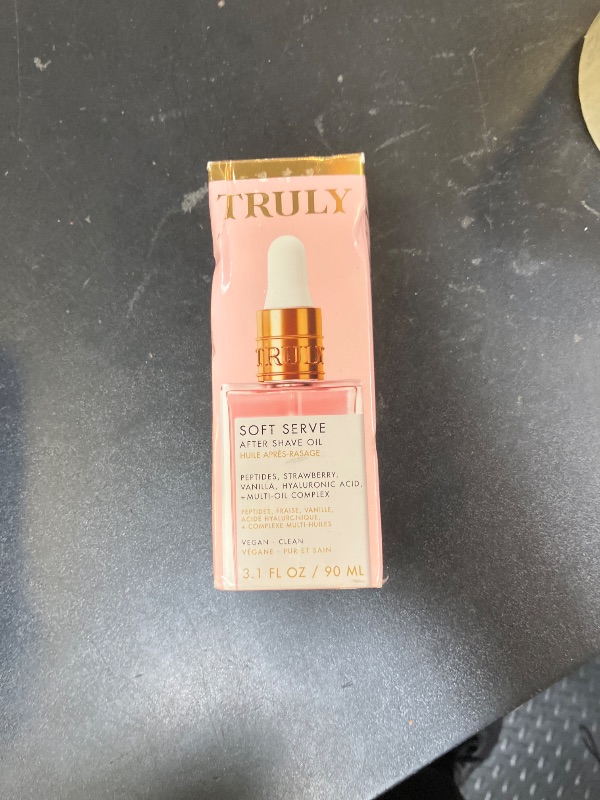 TRULY
TRULY
SOFT SERVE
AFTER SHAVE OIL
HUILE APRÈS-RASAGE
PEPTIDES, STRAWBERRY,
VANILLA, HYALURONIC ACID,
+MULTI-OIL COMPLEX
PEPTIDES, FRAISE, VANILLE,
ACIDE HYALURONIQUE,
+ COMPLEXE MULTI-HUILES
VEGAN - CLEAN
VÉGANE - PUR ET SAIN
3.1 FL OZ / 90 ML